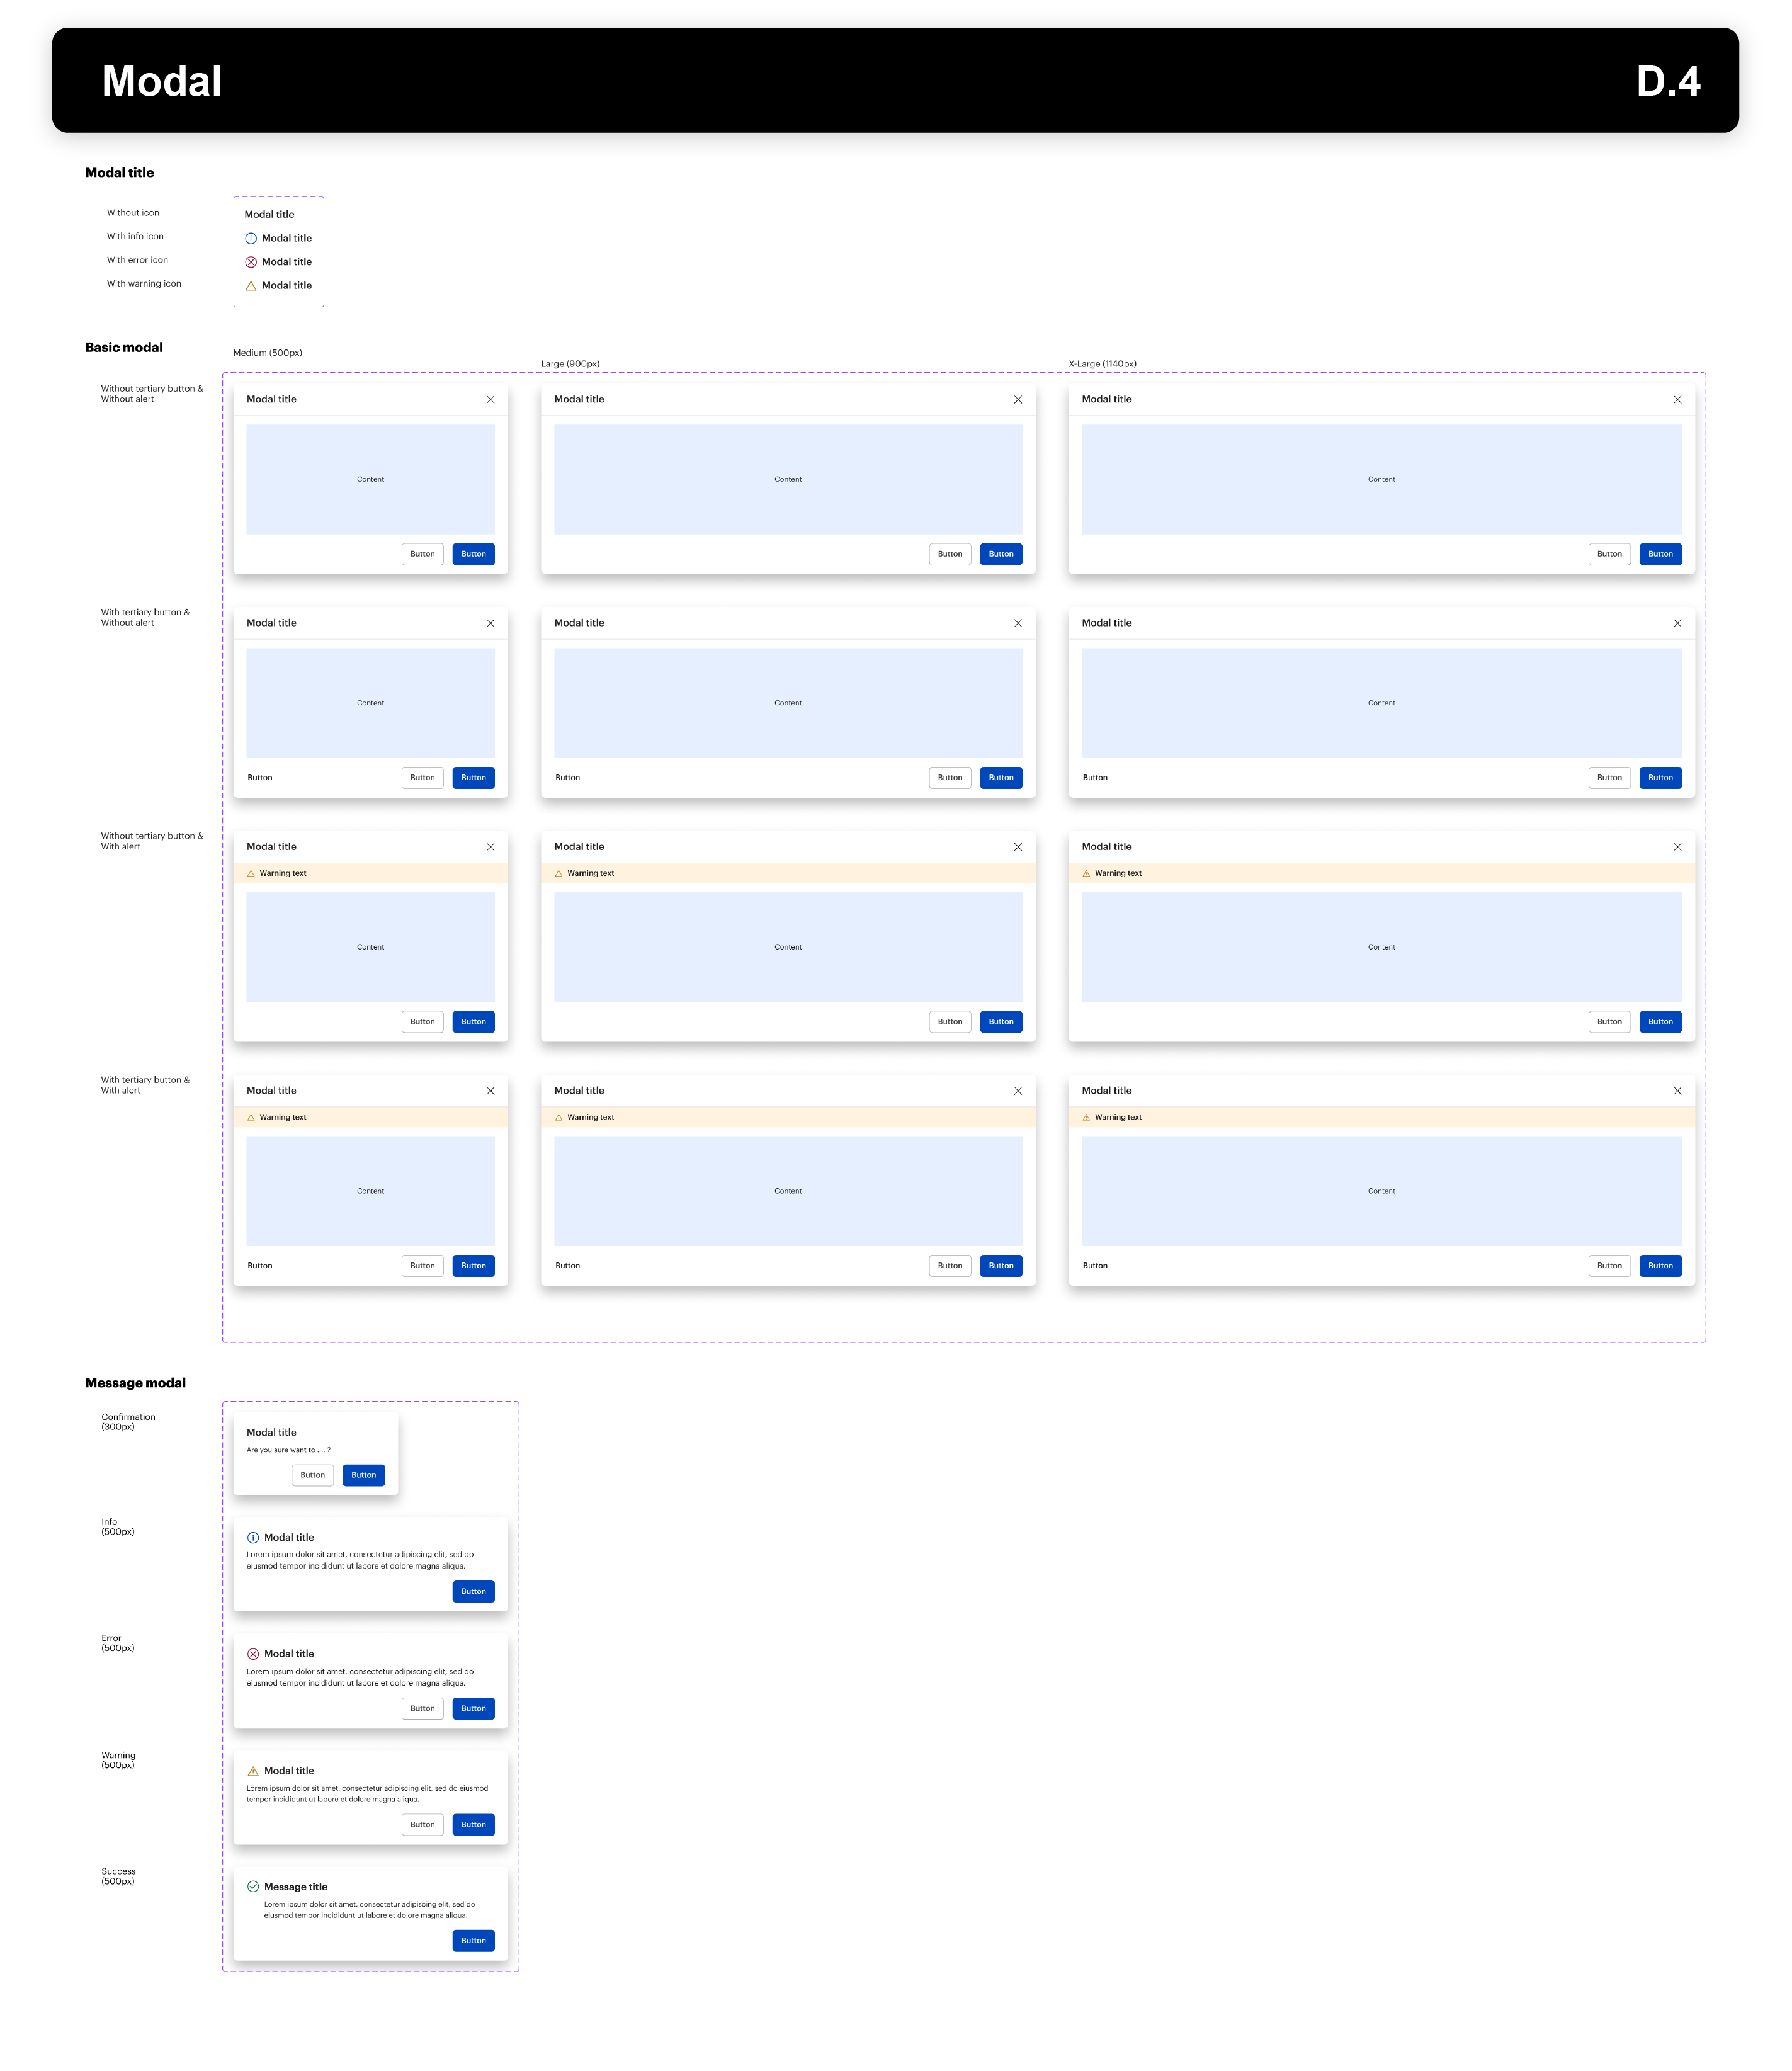 Modal
D.4
Modal title
Without icon
Modal title
With info icon
Modal title
With error icon
Modal title
With warning icon
Modal title
Basic modal
Medium (500px)
Large (900px)
X-Large (1140px)
Without tertiary button &
Without alert
Modal title
Content
Button
Button
Modal title
Content
Button
Button
Modal title
Content
Button
Button
With tertiary button &
Without alert
Modal title
Content
Button
Button
Button
Modal title
Content
Button
Button
Button
Modal title
Content
Button
Button
Button
Without tertiary button &
With alert
Modal title
Warning text
Content
Button
Button
Modal title
Warning text
Content
Button
Button
Modal title
Warning text
Content
Button
Button
With tertiary button &
With alert
Modal title
Warning text
Content
Button
Button
Button
Modal title
Warning text
Content
Button
Button
Button
Modal title
Warning text
Content
Button
Button
Button
Message modal
Confirmation
(300px)
Modal title
Are you sure want to .... ?
Button
Button
Info
(500px)
Modal title
Lorem ipsum dolor sit amet, consectetur adipiscing elit, sed do
eiusmod tempor incididunt ut labore et dolore magna aliqua.
Button
Error
(500px)
Modal title
Lorem ipsum dolor sit amet, consectetur adipiscing elit, sed do
eiusmod tempor incididunt ut labore et dolore magna aliqua.
Button
Button
Warning
(500px)
Modal title
Lorem ipsum dolor sit amet, consectetur adipiscing elit, sed do eiusmod
tempor incididunt ut labore et dolore magna aliqua.
Button
Button
Success
(500px)
Message title
Lorem ipsum dolor sit amet, consectetur adipiscing elit, sed do
eiusmod tempor incididunt ut labore et dolore magna aliqua.
Button